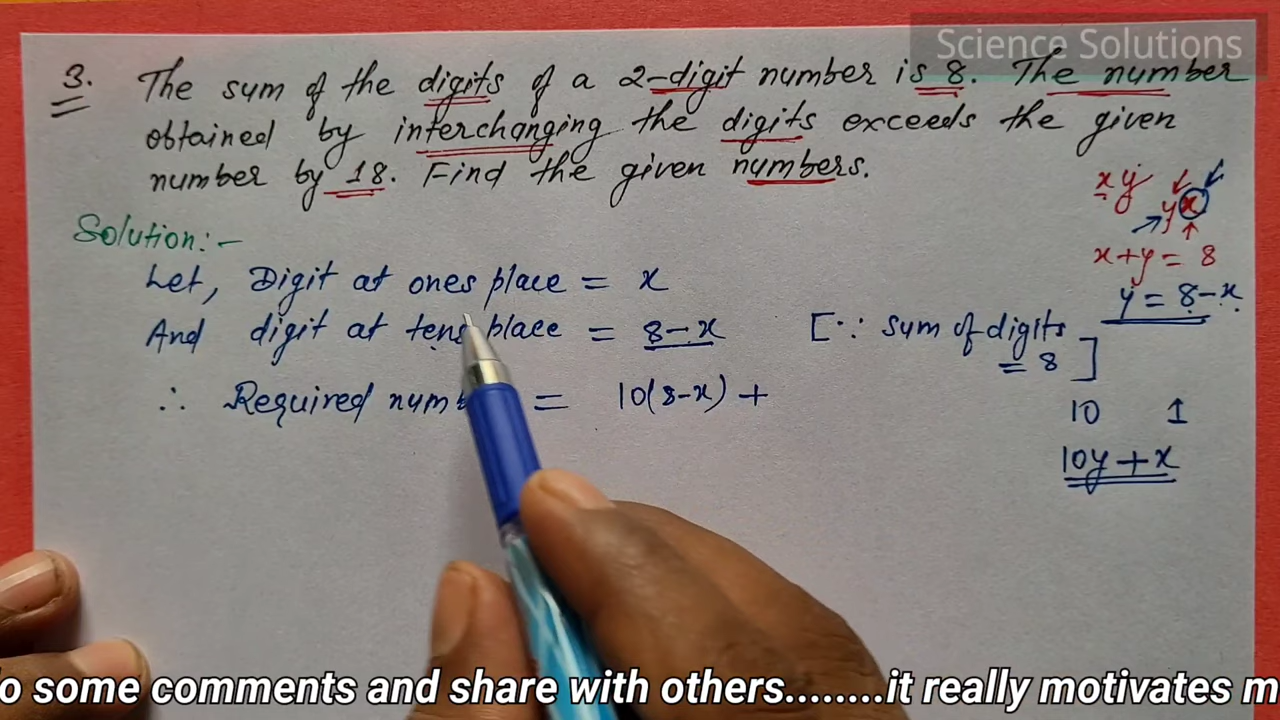 Science Solutions
3. The sum of the digits of a 2-digit number is 8. The number
obtained by interchanging the digits exceeds the given
number by 18. Find the given numbers.
x y
y x
x+y = 8
y = 8-x
Solution:-
Let, Digit at ones place = x
And digit at tens place = 8-x [∵ sum of digits
= 8 ]
∴ Required = 10(8-x) +
10 1
10y + x
o some comments and share with others........it really motivates m